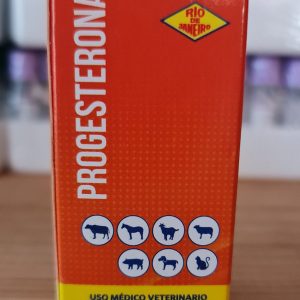 RIO
DE
JANEIRO
PROGESTERONA
USO MÉDICO VETERINARIO